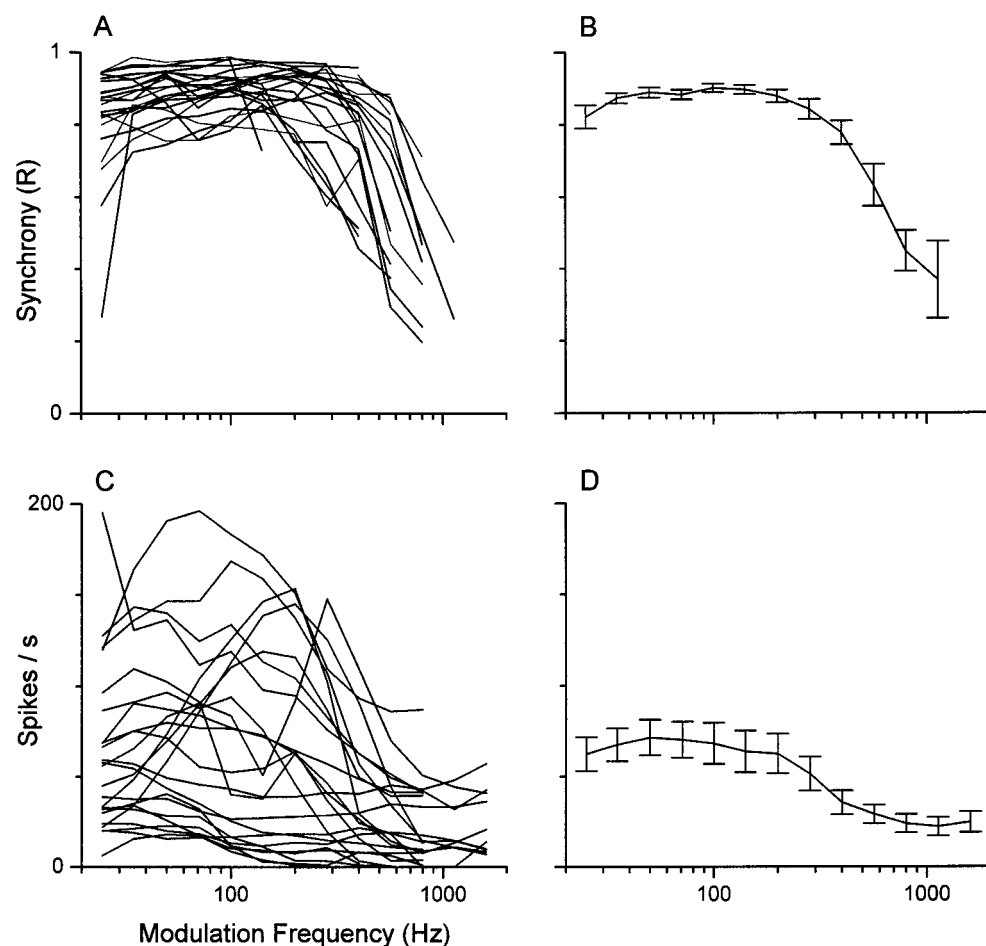 A
B
1
Synchrony (R)
0
C
D
200
Spikes / s
0
100
1000
100
1000
Modulation Frequency (Hz)